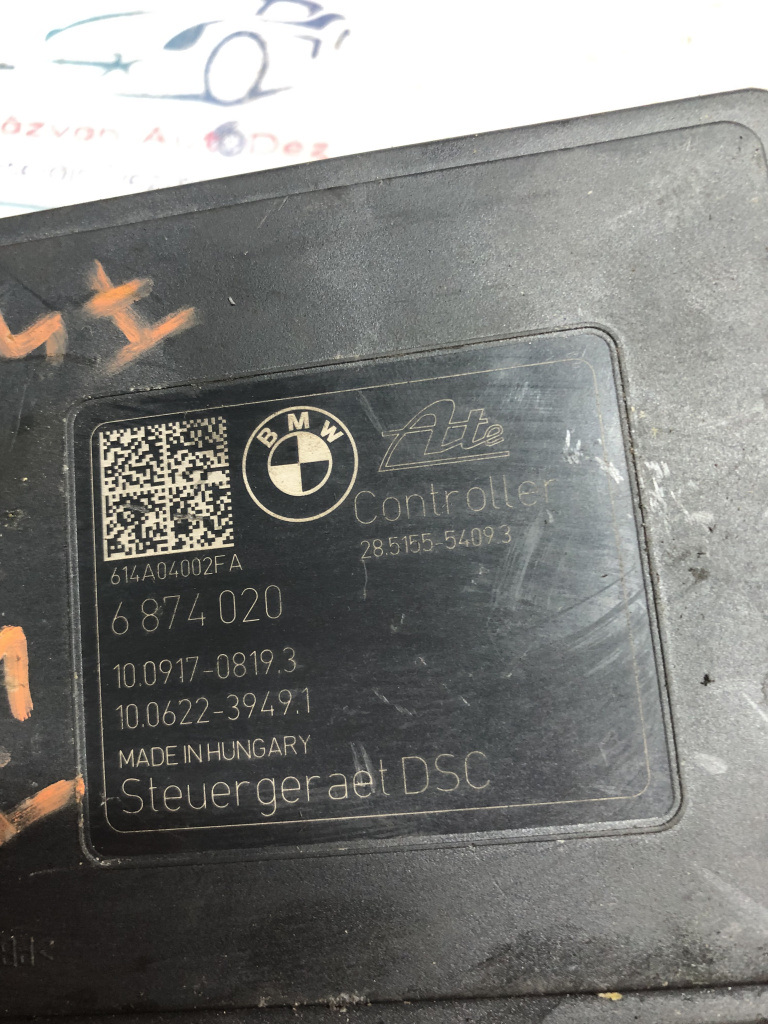 BMW
Ate
Controller
28.5155-5409.3
614A04002FA
6 874 020
10.0917-0819.3
10.0622-3949.1
MADE IN HUNGARY
Steuergeraet DSC